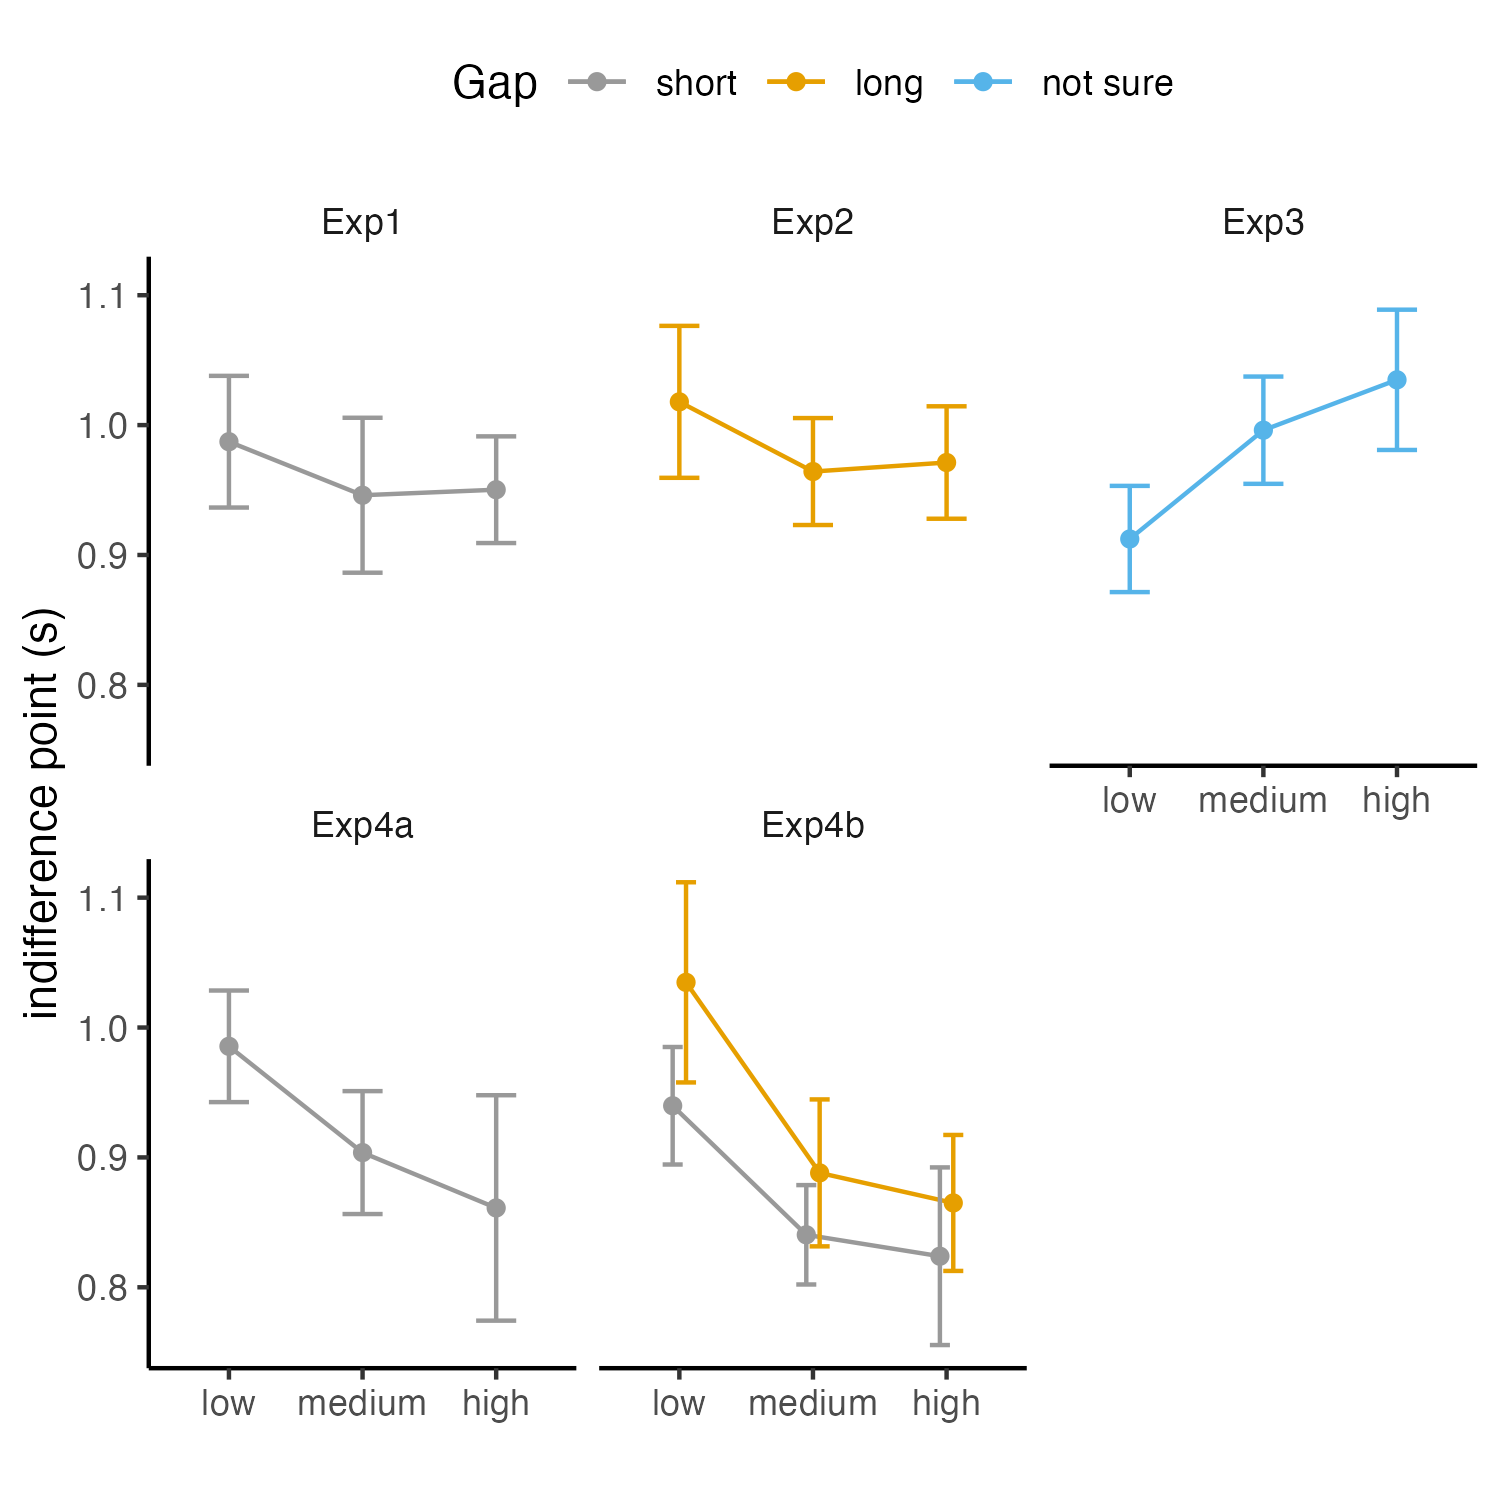 Gap short long not sure
Exp1 Exp2 Exp3
1.1
1.0
0.9
0.8
low medium high
indifference point (s)
Exp4a Exp4b
1.1
1.0
0.9
0.8
low medium high low medium high